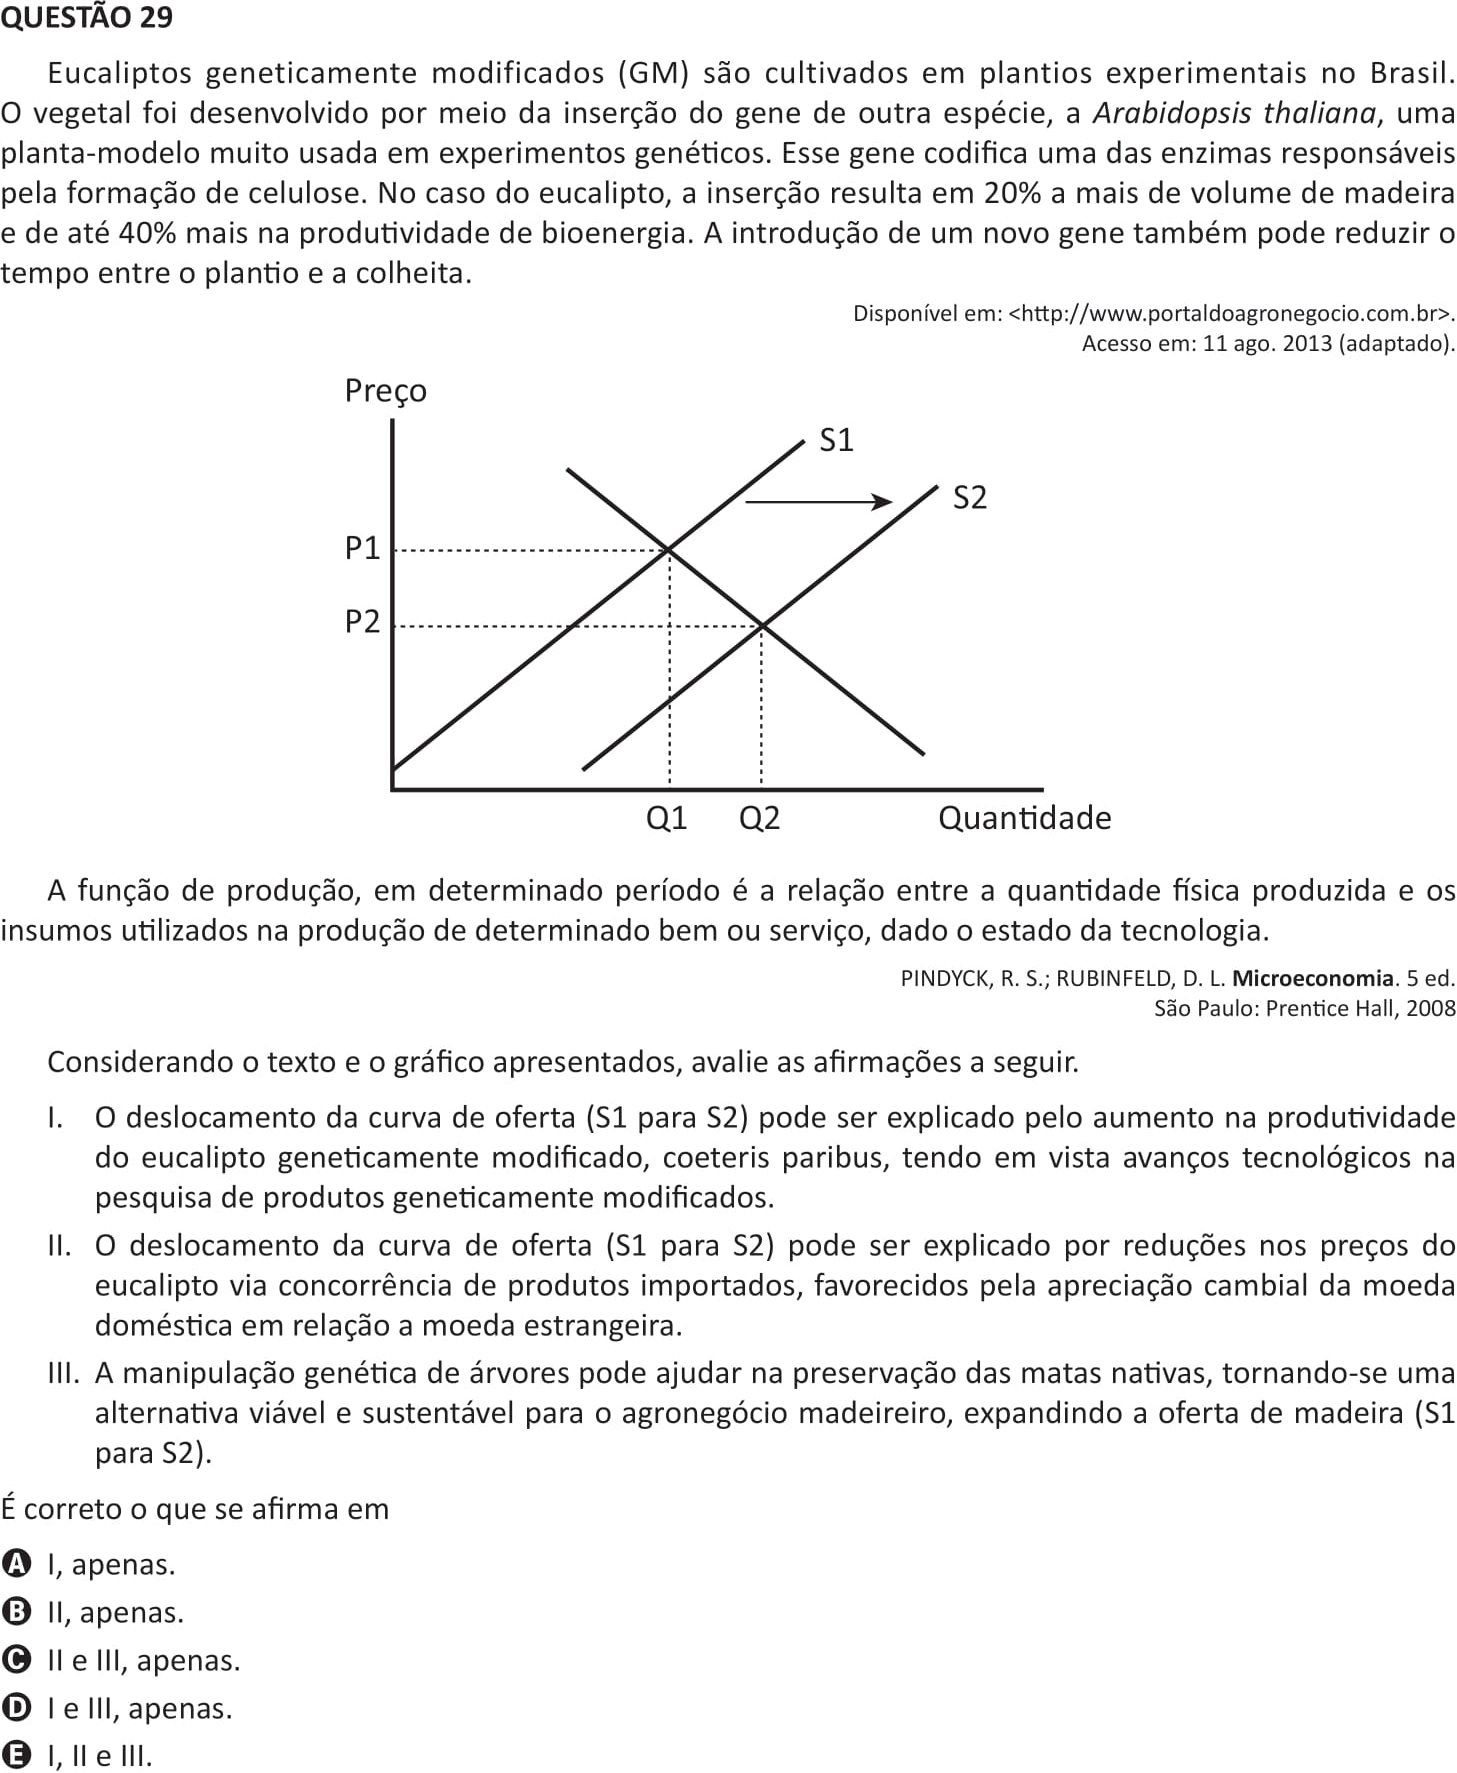 QUESTÃO 29
Eucaliptos geneticamente modificados (GM) são cultivados em plantios experimentais no Brasil.
O vegetal foi desenvolvido por meio da inserção do gene de outra espécie, a Arabidopsis thaliana, uma
planta-modelo muito usada em experimentos genéticos. Esse gene codifica uma das enzimas responsáveis
pela formação de celulose. No caso do eucalipto, a inserção resulta em 20% a mais de volume de madeira
e de até 40% mais na produtividade de bioenergia. A introdução de um novo gene também pode reduzir o
tempo entre o plantio e a colheita.
Disponível em: <http://www.portaldoagronegocio.com.br>.
Acesso em: 11 ago. 2013 (adaptado).
Preço
S1
S2
P1
P2
Q1 Q2 Quantidade
A função de produção, em determinado período é a relação entre a quantidade física produzida e os
insumos utilizados na produção de determinado bem ou serviço, dado o estado da tecnologia.
PINDYCK, R. S.; RUBINFELD, D. L. Microeconomia. 5 ed.
São Paulo: Prentice Hall, 2008
Considerando o texto e o gráfico apresentados, avalie as afirmações a seguir.
I. O deslocamento da curva de oferta (S1 para S2) pode ser explicado pelo aumento na produtividade
do eucalipto geneticamente modificado, coeteris paribus, tendo em vista avanços tecnológicos na
pesquisa de produtos geneticamente modificados.
II. O deslocamento da curva de oferta (S1 para S2) pode ser explicado por reduções nos preços do
eucalipto via concorrência de produtos importados, favorecidos pela apreciação cambial da moeda
doméstica em relação a moeda estrangeira.
III. A manipulação genética de árvores pode ajudar na preservação das matas nativas, tornando-se uma
alternativa viável e sustentável para o agronegócio madeireiro, expandindo a oferta de madeira (S1
para S2).
É correto o que se afirma em
A I, apenas.
B II, apenas.
C II e III, apenas.
D I e III, apenas.
E I, II e III.